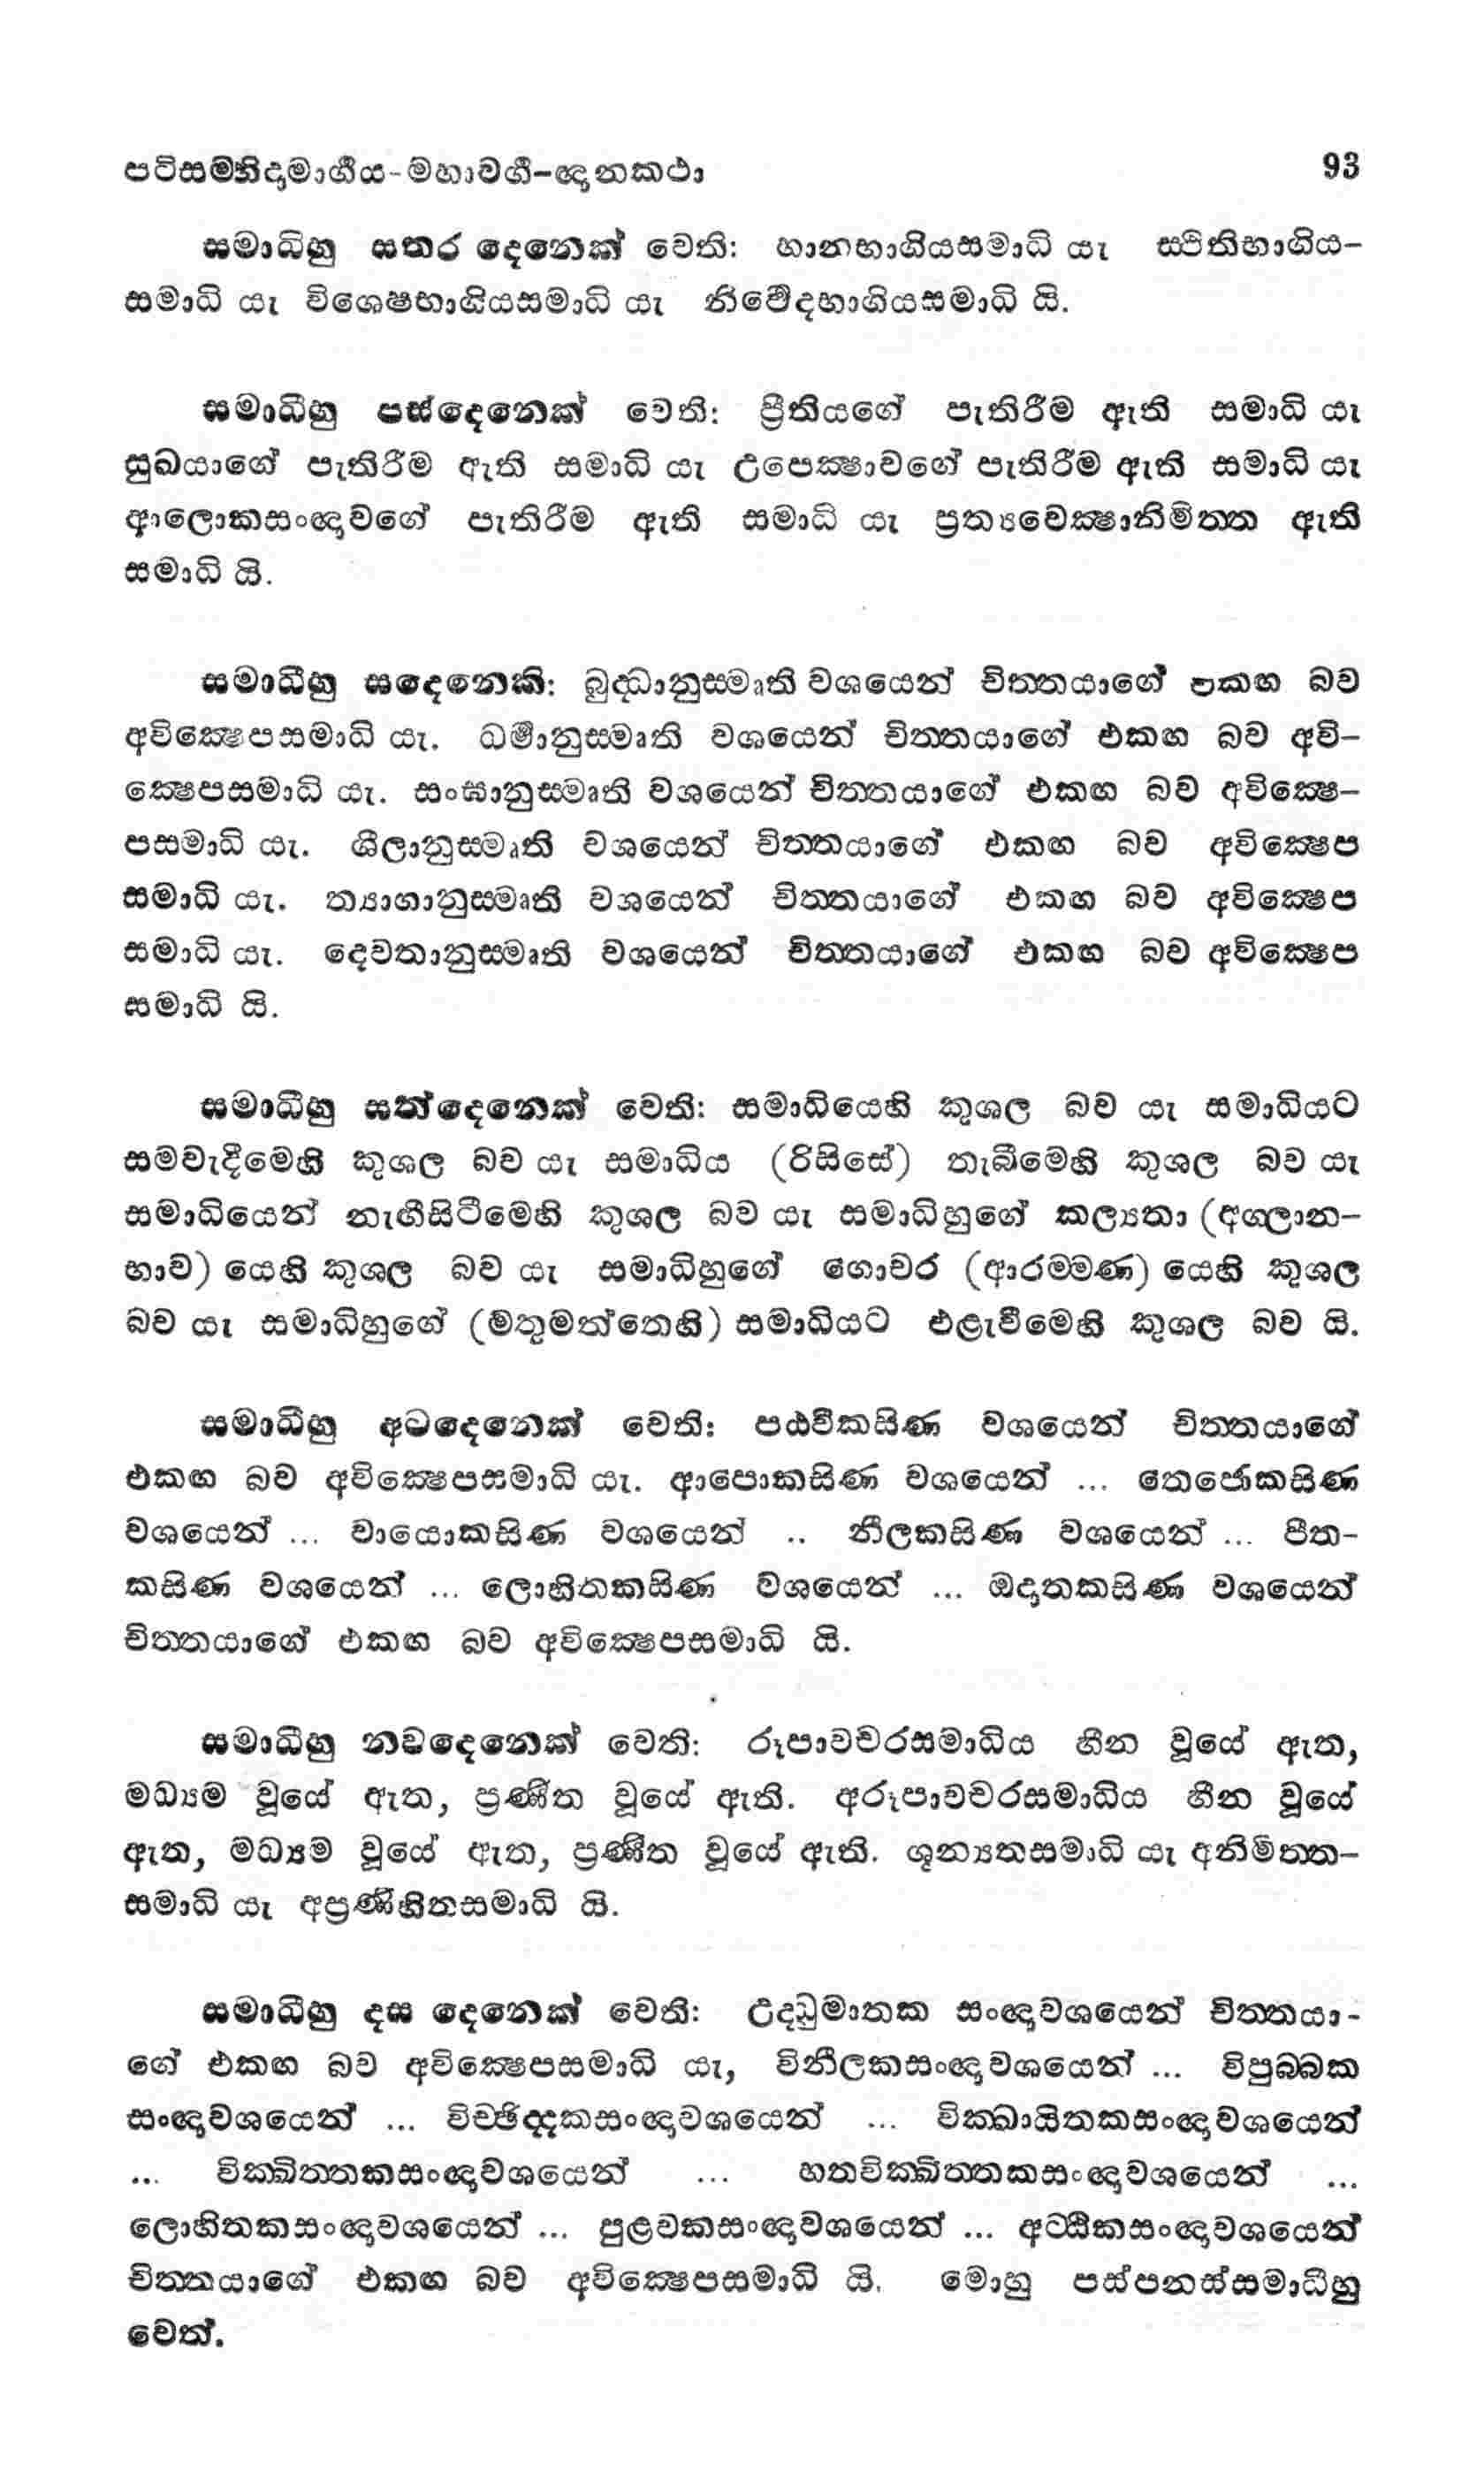 පටිසම්භිදාමාර්ගය-මහාවර්ග-ඥානකථා 93
සමාධිහු සතර දෙනෙක් වෙති: හානභාගියසමාධි යැ ස්ථිතිභාගිය-
සමාධි යැ විශෙෂභාගියසමාධි යැ නිර්වේදභාගියසමාධි යි.
සමාධීහු පස්දෙනෙක් වෙති: ප්‍රීතියගේ පැතිරීම ඇති සමාධි යැ
සුඛයාගේ පැතිරීම ඇති සමාධි යැ උපෙක්‍ෂාවගේ පැතිරීම ඇති සමාධි යැ
ආලොකසංඥාවගේ පැතිරීම ඇති සමාධි යැ ප්‍රත්‍යවෙක්‍ෂානිමිත්ත ඇති
සමාධි යි.
සමාධීහු සදෙනෙකි: බුද්ධානුස්මෘති වශයෙන් චිත්තයාගේ එකඟ බව
අවික්‍ෂෙපසමාධි යැ. ධර්මානුස්මෘති වශයෙන් චිත්තයාගේ එකඟ බව අවි-
ක්‍ෂෙපසමාධි යැ. සංඝානුස්මෘති වශයෙන් චිත්තයාගේ එකඟ බව අවික්‍ෂෙ-
පසමාධි යැ. ශීලානුස්මෘති වශයෙන් චිත්තයාගේ එකඟ බව අවික්‍ෂෙප
සමාධි යැ. ත්‍යාගානුස්මෘති වශයෙන් චිත්තයාගේ එකඟ බව අවික්‍ෂෙප
සමාධි යැ. දෙවතානුස්මෘති වශයෙන් චිත්තයාගේ එකඟ බව අවික්‍ෂෙප
සමාධි යි.
සමාධීහු සත්දෙනෙක් වෙති: සමාධියෙහි කුශල බව යැ සමාධියට
සමවැදීමෙහි කුශල බව යැ සමාධිය (රිසිසේ) තැබීමෙහි කුශල බව යැ
සමාධියෙන් නැඟීසිටීමෙහි කුශල බව යැ සමාධිහුගේ කල්‍යතා (අග්ලාන-
භාව) යෙහි කුශල බව යැ සමාධිහුගේ ගොචර (ආරම්මණ) යෙහි කුශල
බව යැ සමාධිහුගේ (මතුමත්තෙහි) සමාධියට එළැවීමෙහි කුශල බව යි.
සමාධීහු අටදෙනෙක් වෙති: පඨවීකසිණ වශයෙන් චිත්තයාගේ
එකඟ බව අවික්‍ෂෙපසමාධි යැ. ආපොකසිණ වශයෙන් ... තෙජොකසිණ
වශයෙන් ... වායොකසිණ වශයෙන් .. නීලකසිණ වශයෙන් ... පීත-
කසිණ වශයෙන් ... ලොහිතකසිණ වශයෙන් ... ඔදාතකසිණ වශයෙන්
චිත්තයාගේ එකඟ බව අවික්‍ෂෙපසමාධි යි.
සමාධීහු නවදෙනෙක් වෙති: රූපාවචරසමාධිය හීන වූයේ ඇත,
මධ්‍යම වූයේ ඇත, ප්‍රණීත වූයේ ඇති. අරූපාවචරසමාධිය හීන වූයේ
ඇත, මධ්‍යම වූයේ ඇත, ප්‍රණීත වූයේ ඇති. ශූන්‍යතසමාධි යැ අනිමිත්ත-
සමාධි යැ අප්‍රණිහිතසමාධි යි.
සමාධීහු දස දෙනෙක් වෙති: උද්ධුමාතක සංඥාවශයෙන් චිත්තයා-
ගේ එකඟ බව අවික්‍ෂෙපසමාධි යැ, විනීලකසංඥාවශයෙන් ... විපුබ්බක
සංඥාවශයෙන් ... විච්ඡිද්දකසංඥාවශයෙන් ... වික්ඛායිතකසංඥාවශයෙන්
... වික්ඛිත්තකසංඥාවශයෙන් ... හතවික්ඛිත්තකසංඥාවශයෙන් ...
ලොහිතකසංඥාවශයෙන් ... පුළවකසංඥාවශයෙන් ... අට්ඨිකසංඥාවශයෙන්
චිත්තයාගේ එකඟ බව අවික්‍ෂෙපසමාධි යි. මොහු පස්පනස්සමාධිහු
වෙත්.